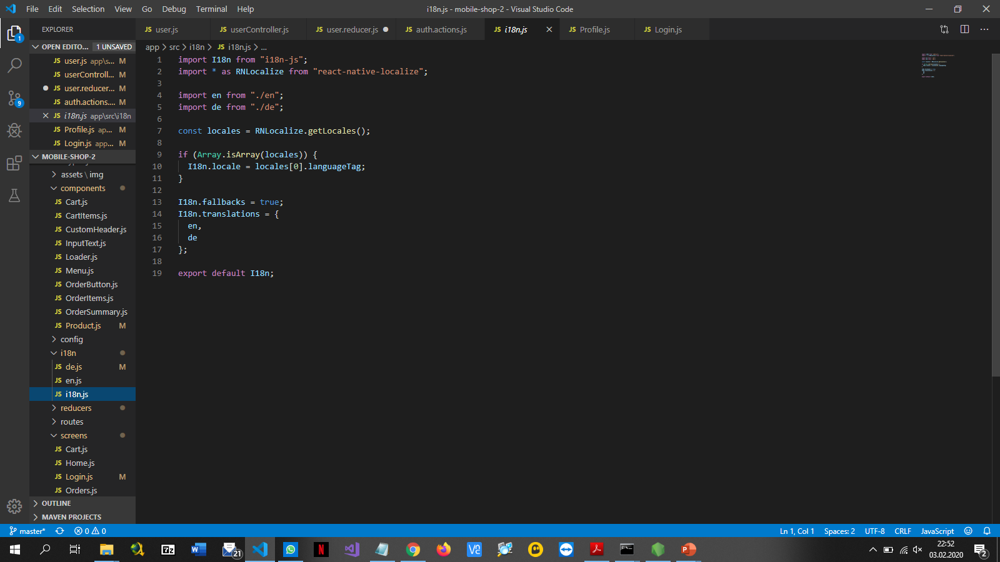 File Edit Selection View Go Debug Terminal Help
i18n.js - mobile-shop-2 - Visual Studio Code
EXPLORER
OPEN EDITO... 1 UNSAVED
JS user.js app\s... M
JS userControll... M
JS user.reducer... M
JS auth.actions.... M
JS i18n.js app\src\i18n
JS Profile.js ap... M
JS Login.js app... M
MOBILE-SHOP-2
assets \ img
components
JS Cart.js
JS CartItems.js
JS CustomHeader.js
JS InputText.js
JS Loader.js
JS Menu.js
JS OrderButton.js
JS OrderItems.js
JS OrderSummary.js
JS Product.js M
config
i18n
JS de.js M
JS en.js
JS i18n.js
reducers
routes
screens
JS Cart.js
JS Home.js
JS Login.js M
JS Orders.js
OUTLINE
MAVEN PROJECTS
1
9
JS user.js JS userController.js JS user.reducer.js JS auth.actions.js JS i18n.js JS Profile.js JS Login.js
app > src > i18n > JS i18n.js > ...
1 import I18n from "i18n-js";
2 import * as RNLocalize from "react-native-localize";
3
4 import en from "./en";
5 import de from "./de";
6
7 const locales = RNLocalize.getLocales();
8
9 if (Array.isArray(locales)) {
10 I18n.locale = locales[0].languageTag;
11 }
12
13 I18n.fallbacks = true;
14 I18n.translations = {
15 en,
16 de
17 };
18
19 export default I18n;
master* 0 0
Ln 1, Col 1 Spaces: 2 UTF-8 CRLF JavaScript
7z
21
22:52
03.02.2020
2